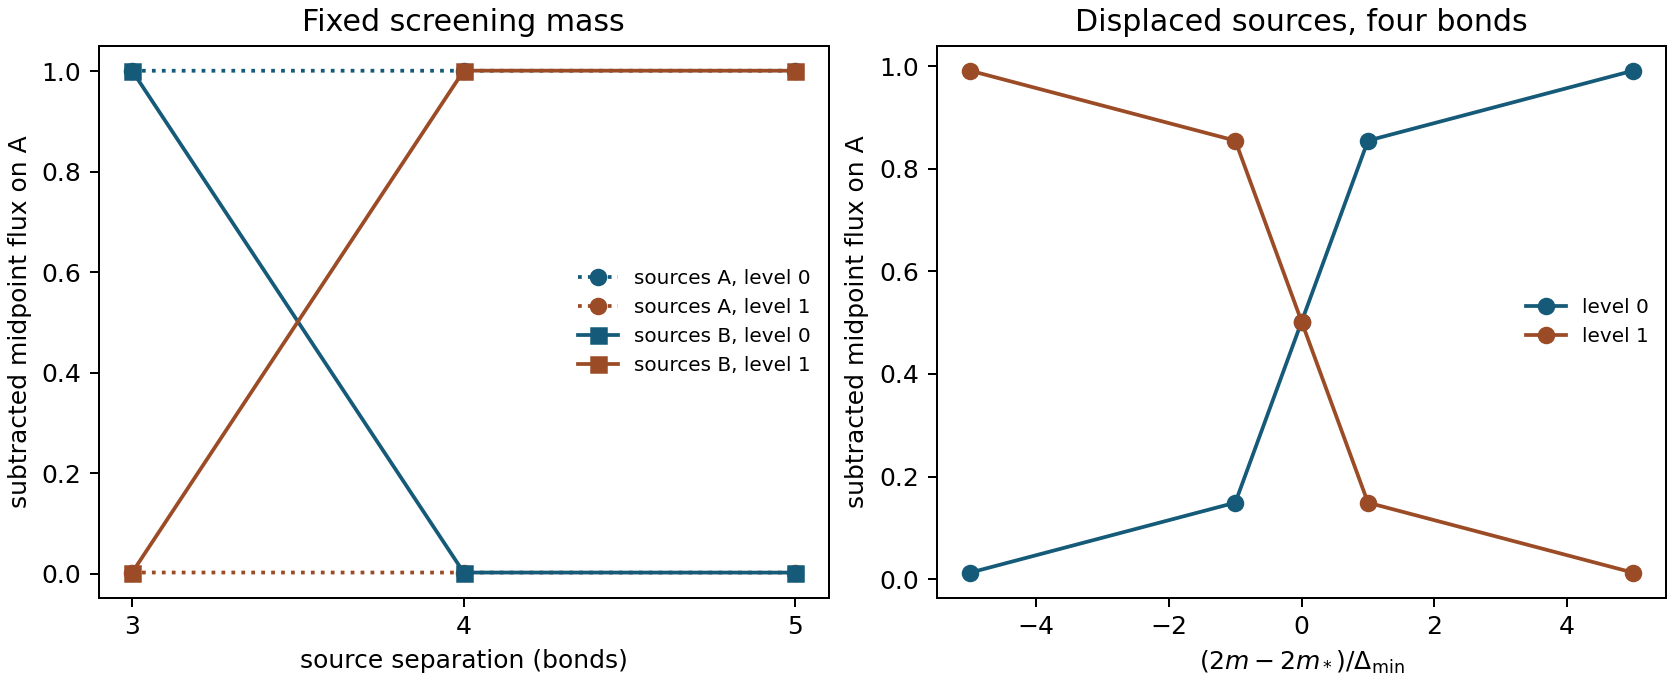 Fixed screening mass
subtracted midpoint flux on A
1.0
0.8
0.6
0.4
0.2
0.0
sources A, level 0
sources A, level 1
sources B, level 0
sources B, level 1
3 4 5
source separation (bonds)
Displaced sources, four bonds
subtracted midpoint flux on A
1.0
0.8
0.6
0.4
0.2
0.0
level 0
level 1
−4 −2 0 2 4
(2m − 2m_*)/Δ_min